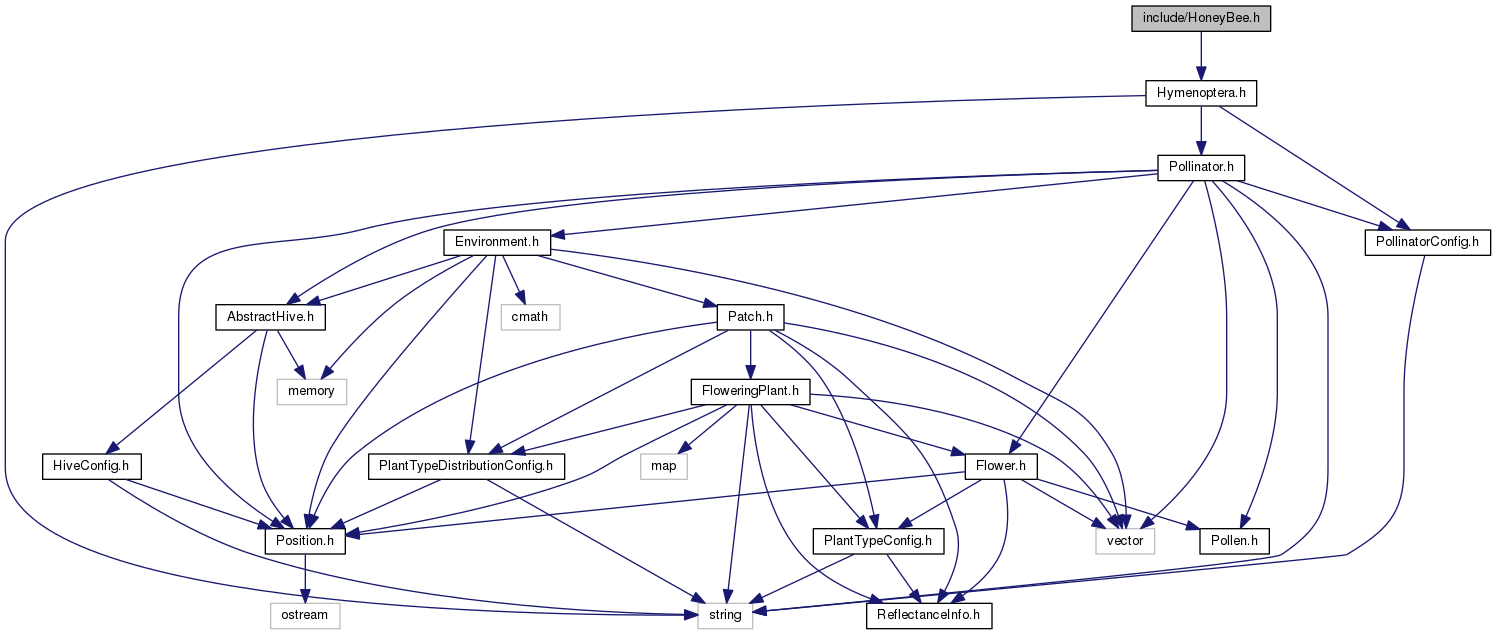 include/HoneyBee.h
Hymenoptera.h
Pollinator.h
Environment.h
PollinatorConfig.h
AbstractHive.h
cmath
Patch.h
memory
FloweringPlant.h
HiveConfig.h
PlantTypeDistributionConfig.h
map
Flower.h
Position.h
PlantTypeConfig.h
vector
Pollen.h
ostream
string
ReflectanceInfo.h